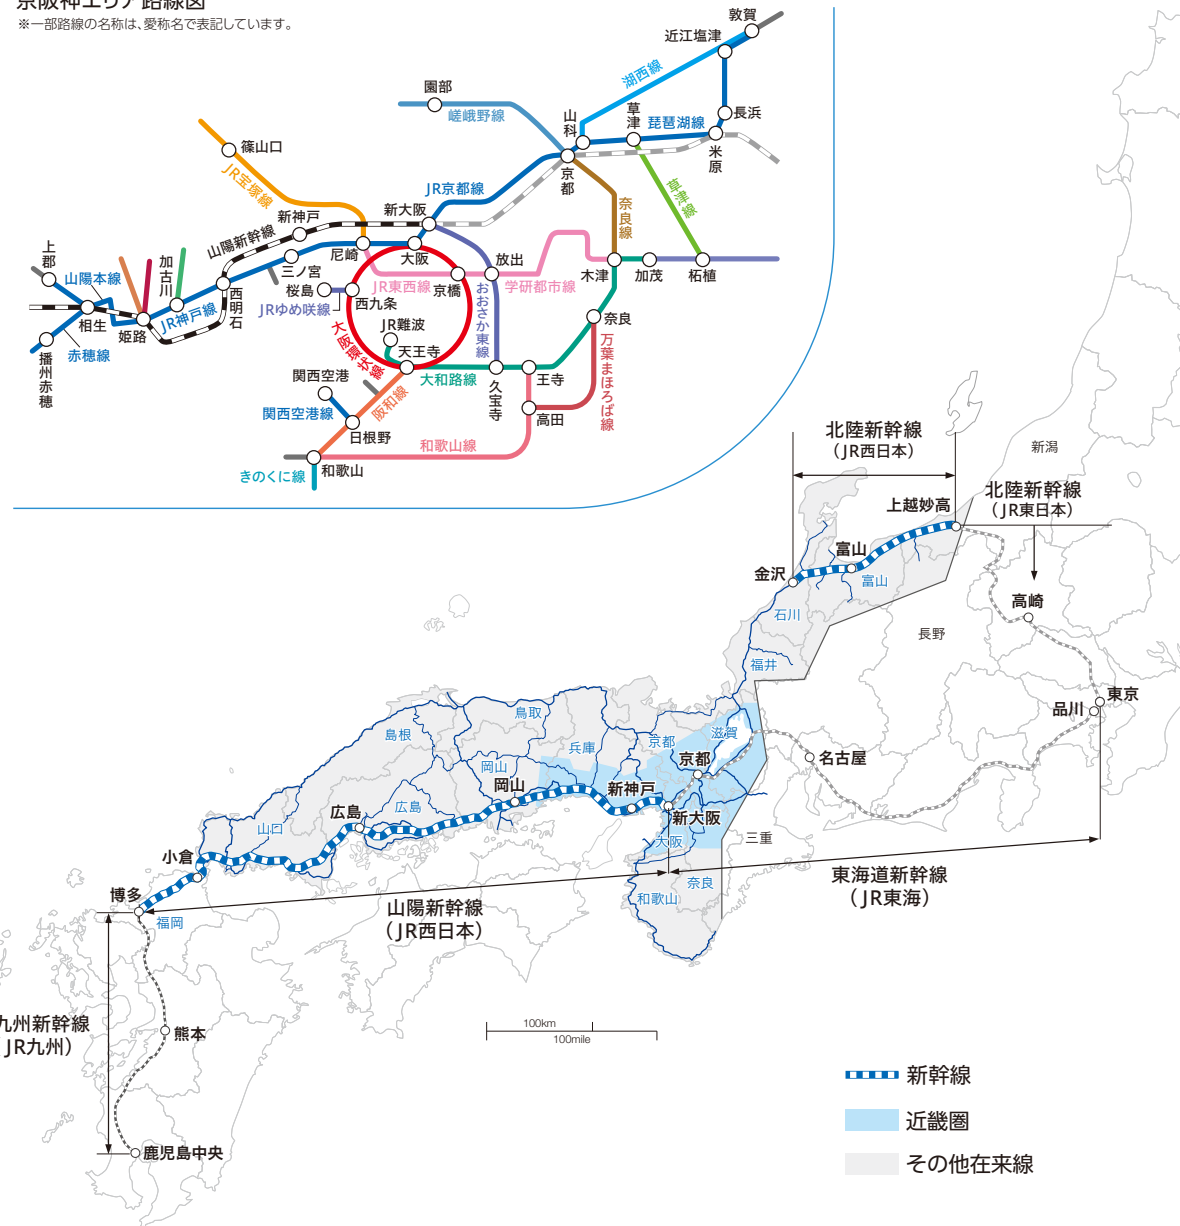 京阪神エリア路線図
※一部路線の名称は、愛称名で表記しています。
敦賀
近江塩津
湖西線
園部
嵯峨野線
山科
草津
琵琶湖線
長浜
米原
篠山口
JR宝塚線
京都
JR京都線
草津線
新大阪
奈良線
新神戸
山陽新幹線
上郡
加古川
尼崎
大阪
放出
木津
加茂
柘植
三ノ宮
山陽本線
JR東西線
京橋
学研都市線
桜島
西九条
JRゆめ咲線
おおさか東線
西明石
JR神戸線
相生
姫路
大阪環状線
JR難波
奈良
赤穂線
播州赤穂
天王寺
万葉まほろば線
関西空港
大和路線
王寺
久宝寺
阪和線
関西空港線
高田
日根野
和歌山線
和歌山
きのくに線
北陸新幹線
（JR西日本）
新潟
北陸新幹線
（JR東日本）
上越妙高
富山
金沢
富山
高崎
石川
長野
福井
東京
品川
鳥取
島根
滋賀
京都
兵庫
名古屋
岡山
京都
岡山
新神戸
広島
広島
新大阪
山口
三重
大阪
小倉
東海道新幹線
（JR東海）
奈良
博多
和歌山
山陽新幹線
（JR西日本）
福岡
九州新幹線
JR九州）
熊本
100km
100mile
新幹線
近畿圏
鹿児島中央
その他在来線